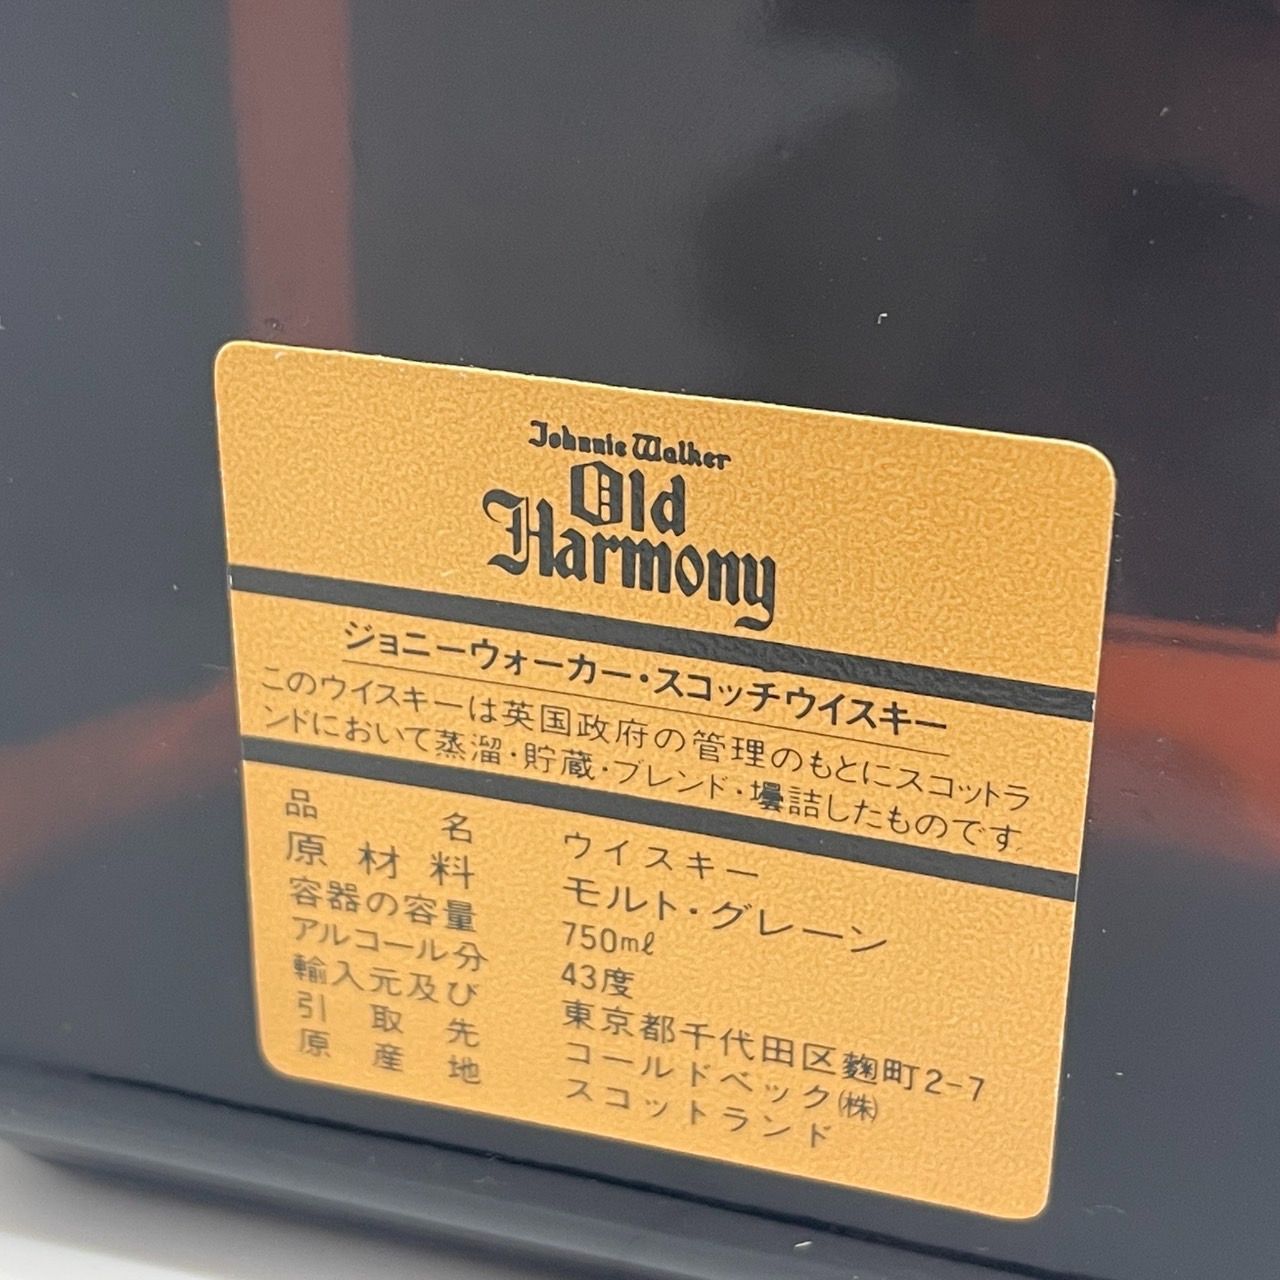 Johnnie Walker
Old
Harmony
ジョニーウォーカー・スコッチウイスキー
このウイスキーは英国政府の管理のもとにスコットラ
ンドにおいて蒸溜・貯蔵・ブレンド・壜詰したものです
品名 ウイスキー
原材料 モルト・グレーン
容器の容量 750mℓ
アルコール分 43度
輸入元及び 東京都千代田区麹町2-7
引取先 コールドベック㈱
原産地 スコットランド